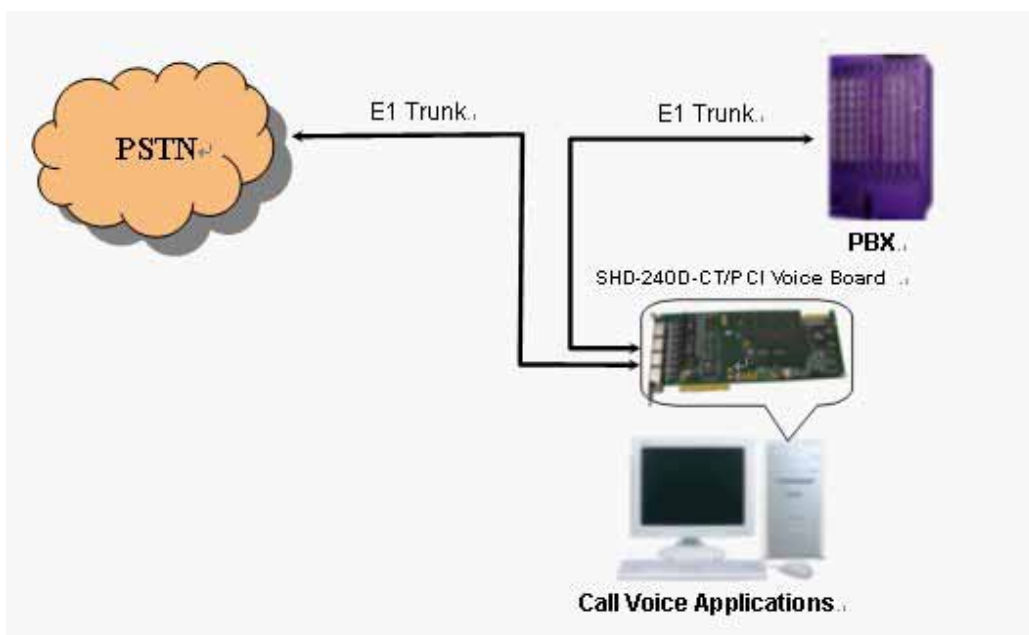 E1 Trunk
E1 Trunk
PSTN
PBX
SHD-240D-CT/PCI Voice Board
Call Voice Applications